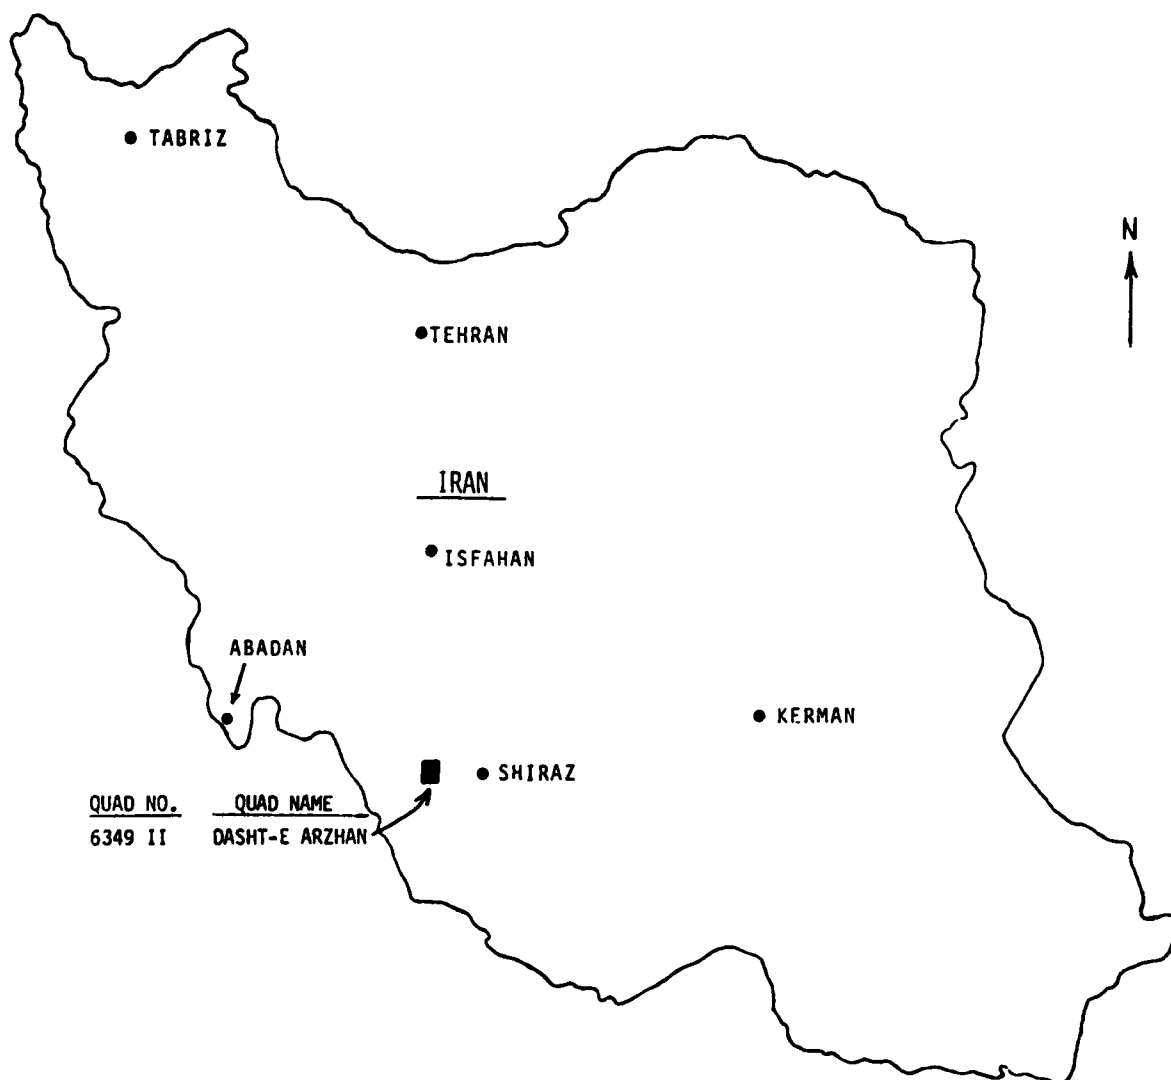 TABRIZ
N
TEHRAN
IRAN
ISFAHAN
ABADAN
KERMAN
SHIRAZ
QUAD NO. QUAD NAME
6349 II DASHT-E ARZHAN